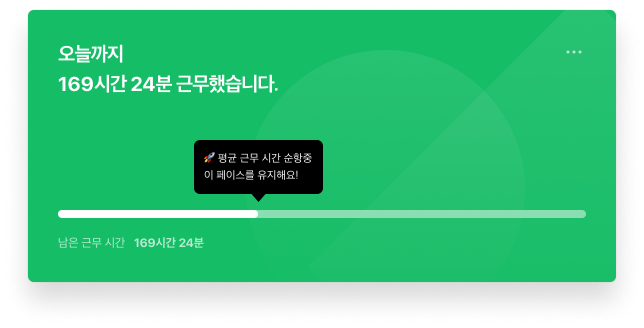 오늘까지
169시간 24분 근무했습니다.
🚀 평균 근무 시간 순항중
이 페이스를 유지해요!
남은 근무 시간 169시간 24분